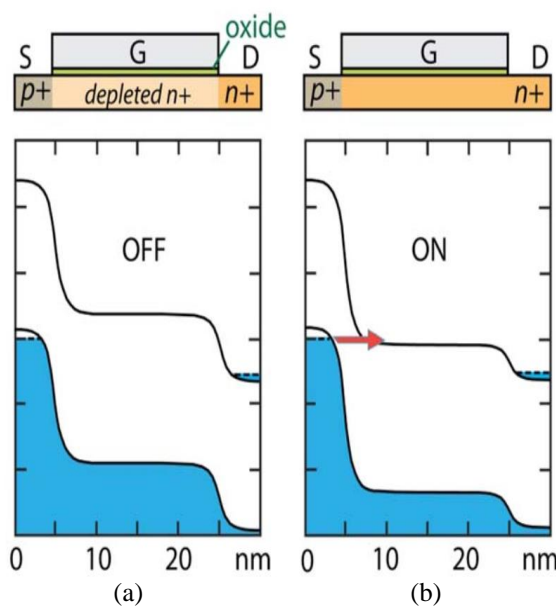 oxide
S G D S G D
p+ depleted n+ n+ p+ n+
OFF ON
0 10 20 nm 0 10 20 nm
(a) (b)